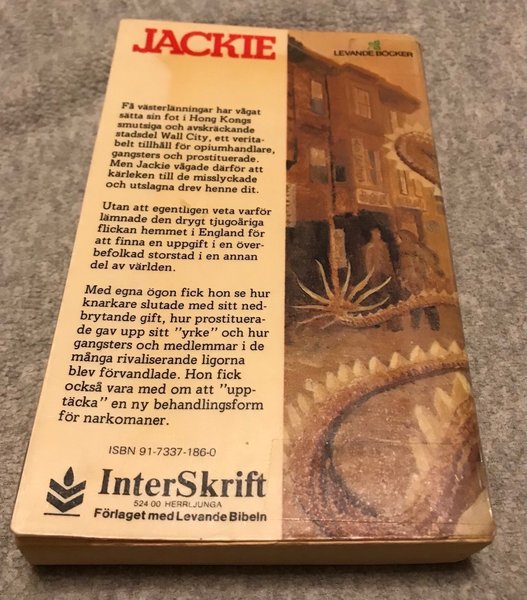 JACKIE
LEVANDE BÖCKER
Få västerlänningar har vågat
sätta sin fot i Hong Kongs
smutsiga och avskräckande
stadsdel Wall City, ett verita-
belt tillhåll för opiumhandlare,
gangsters och prostituerade.
Men Jackie vågade därför att
kärleken till de misslyckade
och utslagna drev henne dit.
Utan att egentligen veta varför
lämnade den drygt tjugoåriga
flickan hemmet i England för
att finna en uppgift i en över-
befolkad storstad i en annan
del av världen.
Med egna ögon fick hon se hur
knarkare slutade med sitt ned-
brytande gift, hur prostituera-
de gav upp sitt "yrke" och hur
gangsters och medlemmar i de
många rivaliserande ligorna
blev förvandlade. Hon fick
också vara med om att "upp-
täcka" en ny behandlingsform
för narkomaner.
ISBN 91-7337-186-0
InterSkrift
524 00 HERRLJUNGA
Förlaget med Levande Bibeln